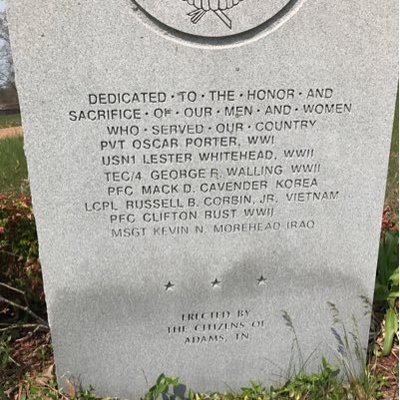 DEDICATED • TO • THE • HONOR • AND
SACRIFICE • OF • OUR • MEN • AND • WOMEN
WHO • SERVED • OUR • COUNTRY
PVT OSCAR PORTER, WWI
USN1 LESTER WHITEHEAD, WWII
TEC/4 GEORGE R. WALLING WWII
PFC MACK D. CAVENDER KOREA
LCPL RUSSELL B. CORBIN, JR. VIETNAM
PFC CLIFTON BUST WWII
MSGT KEVIN N. MOREHEAD IRAQ
ERECTED BY
THE CITIZENS OF
ADAMS, TN